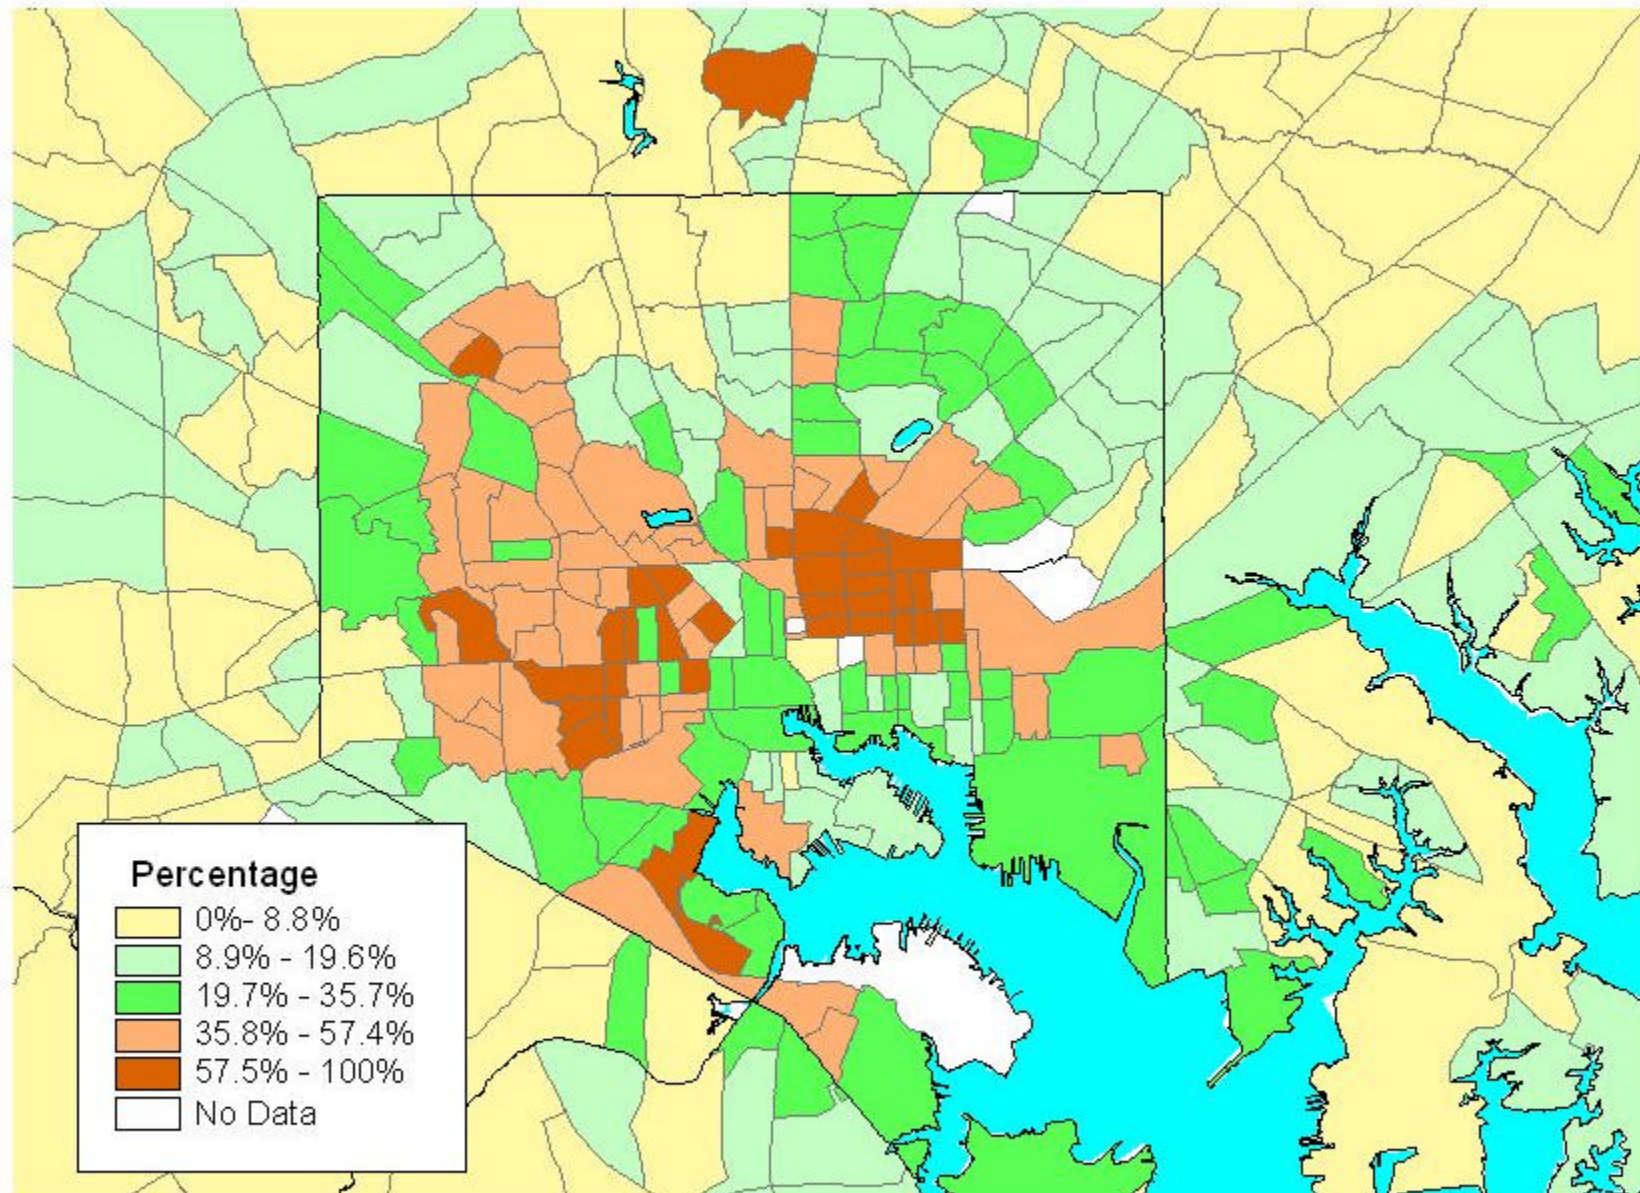 Percentage
0%- 8.8%
8.9% - 19.6%
19.7% - 35.7%
35.8% - 57.4%
57.5% - 100%
No Data